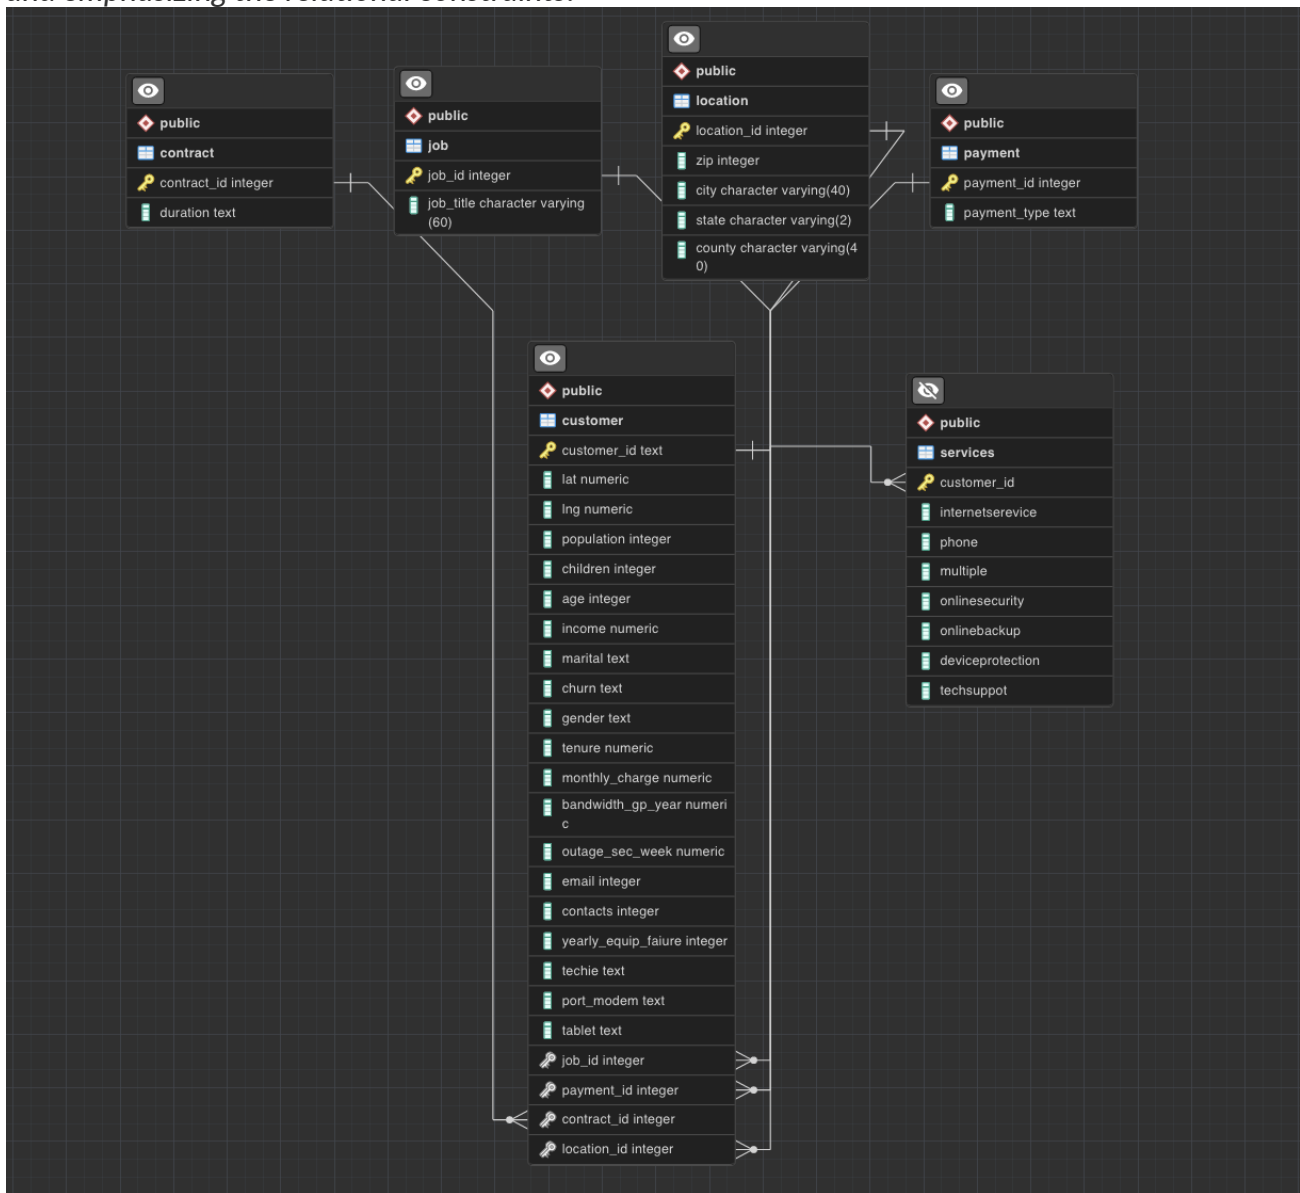 and emphasizing the relational constraints.
public
contract
contract_id integer
duration text
public
job
job_id integer
job_title character varying
(60)
public
location
location_id integer
zip integer
city character varying(40)
state character varying(2)
county character varying(4
0)
public
payment
payment_id integer
payment_type text
public
customer
customer_id text
lat numeric
lng numeric
population integer
children integer
age integer
income numeric
marital text
churn text
gender text
tenure numeric
monthly_charge numeric
bandwidth_gp_year numeri
c
outage_sec_week numeric
email integer
contacts integer
yearly_equip_faiure integer
techie text
port_modem text
tablet text
job_id integer
payment_id integer
contract_id integer
location_id integer
public
services
customer_id
internetserevice
phone
multiple
onlinesecurity
onlinebackup
deviceprotection
techsuppot